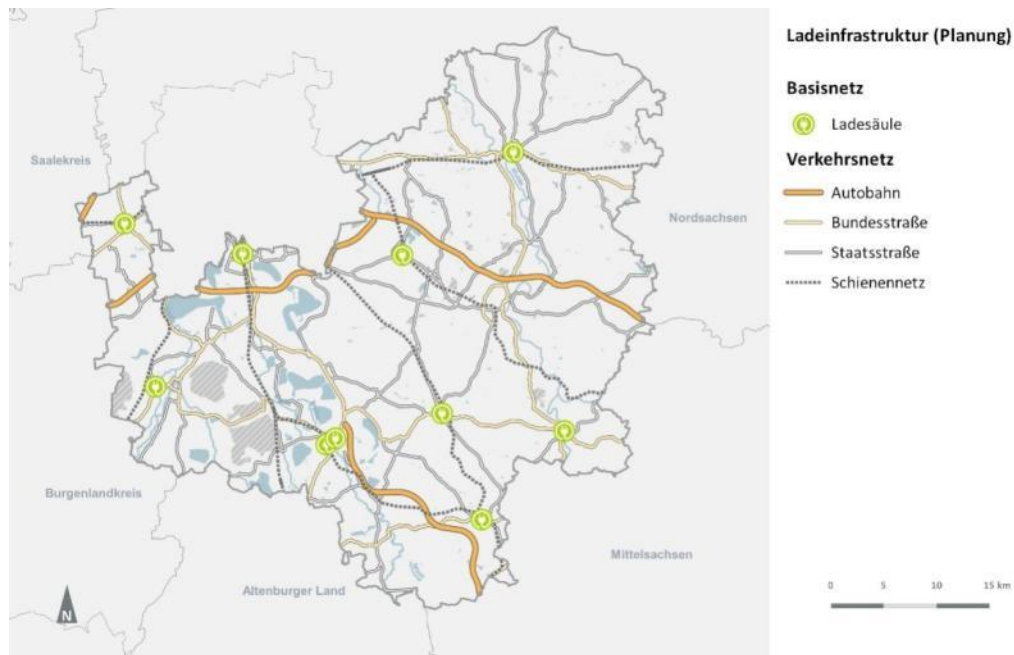 Ladeinfrastruktur (Planung)
Basisnetz
Ladesäule
Verkehrsnetz
Autobahn
Bundesstraße
Staatsstraße
Schienennetz
Saalekreis
Nordsachsen
Burgenlandkreis
Mittelsachsen
Altenburger Land
N
0 5 10 15 km